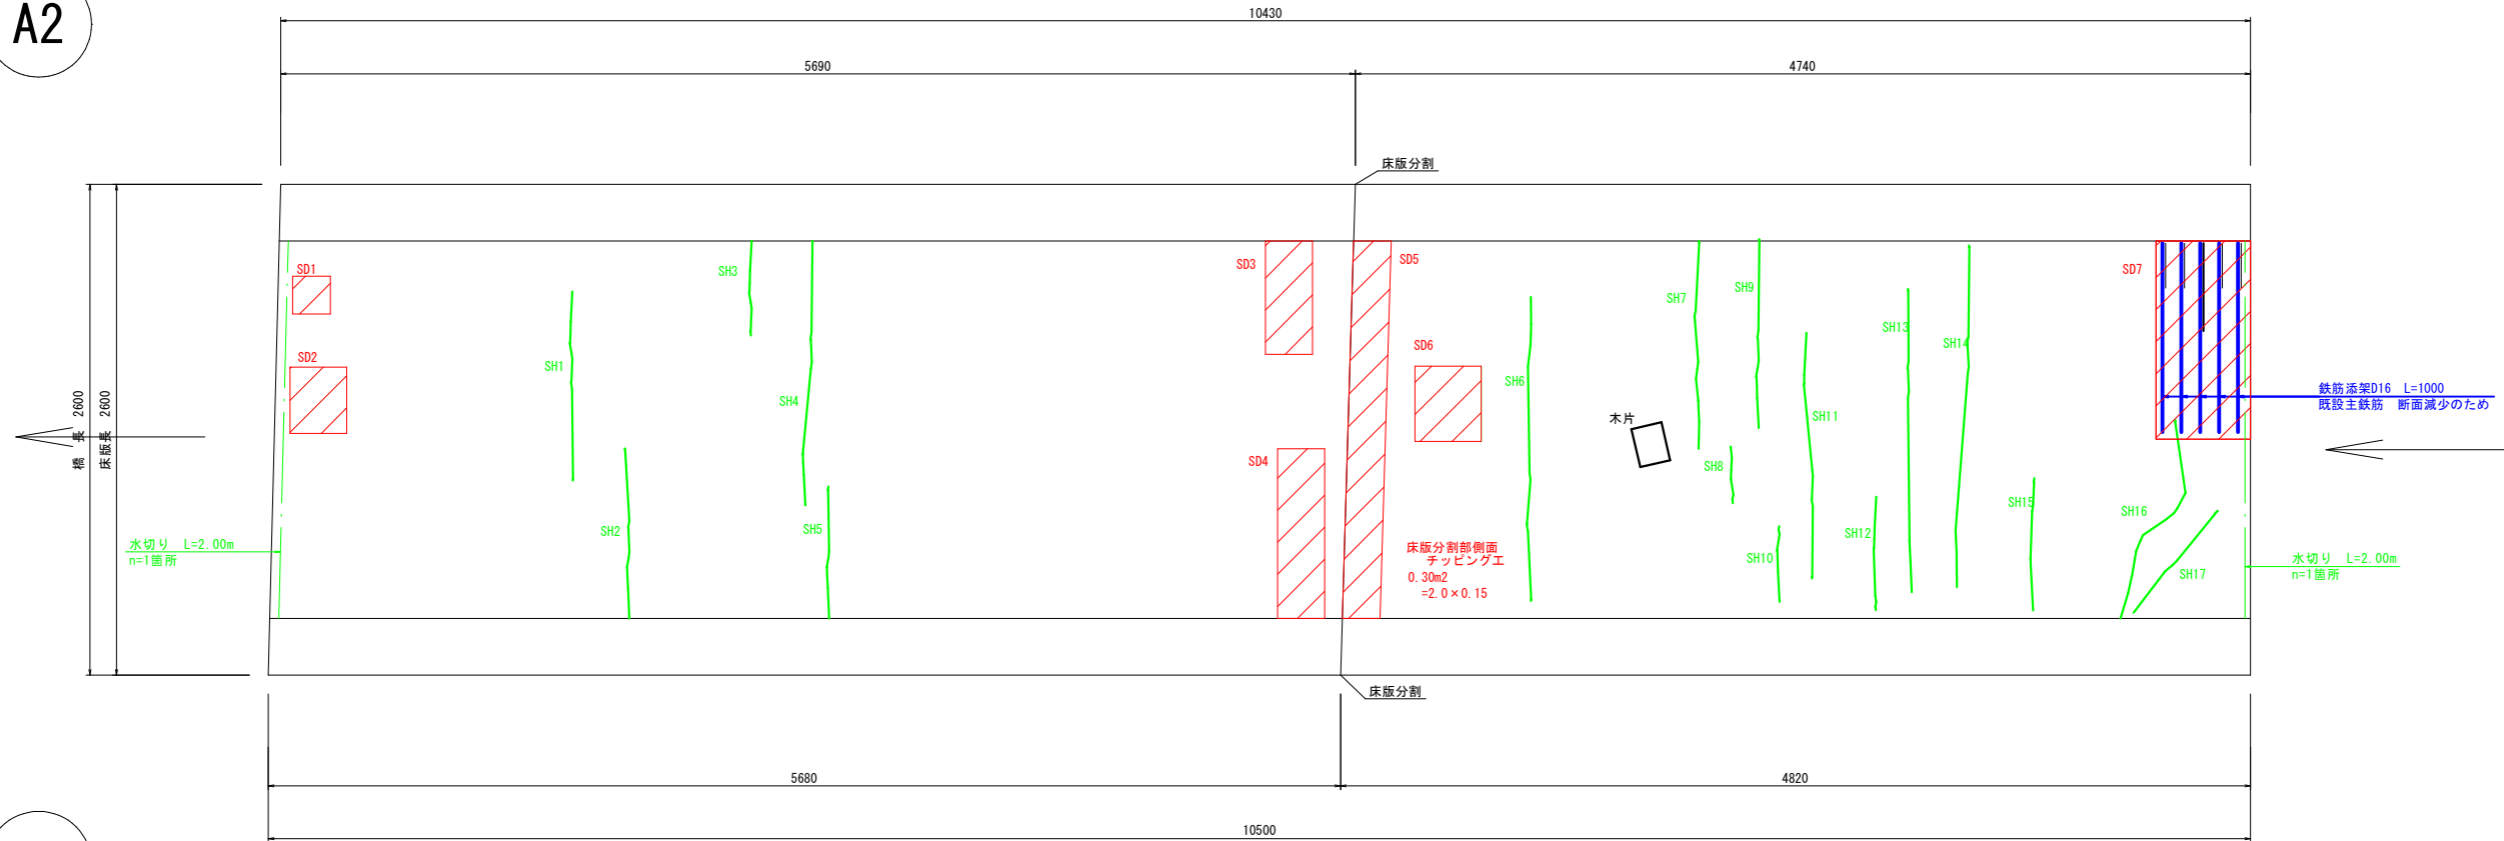 A2
10430
5690
4740
床版分割
SD1
SD2
SH1
SH2
SH3
SH4
SH5
SD3
SD4
SD5
SD6
SH6
SH7
SH8
SH9
SH10
SH11
SH12
SH13
SH14
SH15
SH16
SH17
SD7
木片
橋 長 2600
床版長 2600
水切り L=2.00m
n=1箇所
床版分割部側面
チッピング工
0.30m2
=2.0×0.15
鉄筋添架D16 L=1000
既設主鉄筋 断面減少のため
水切り L=2.00m
n=1箇所
床版分割
5680
4820
10500